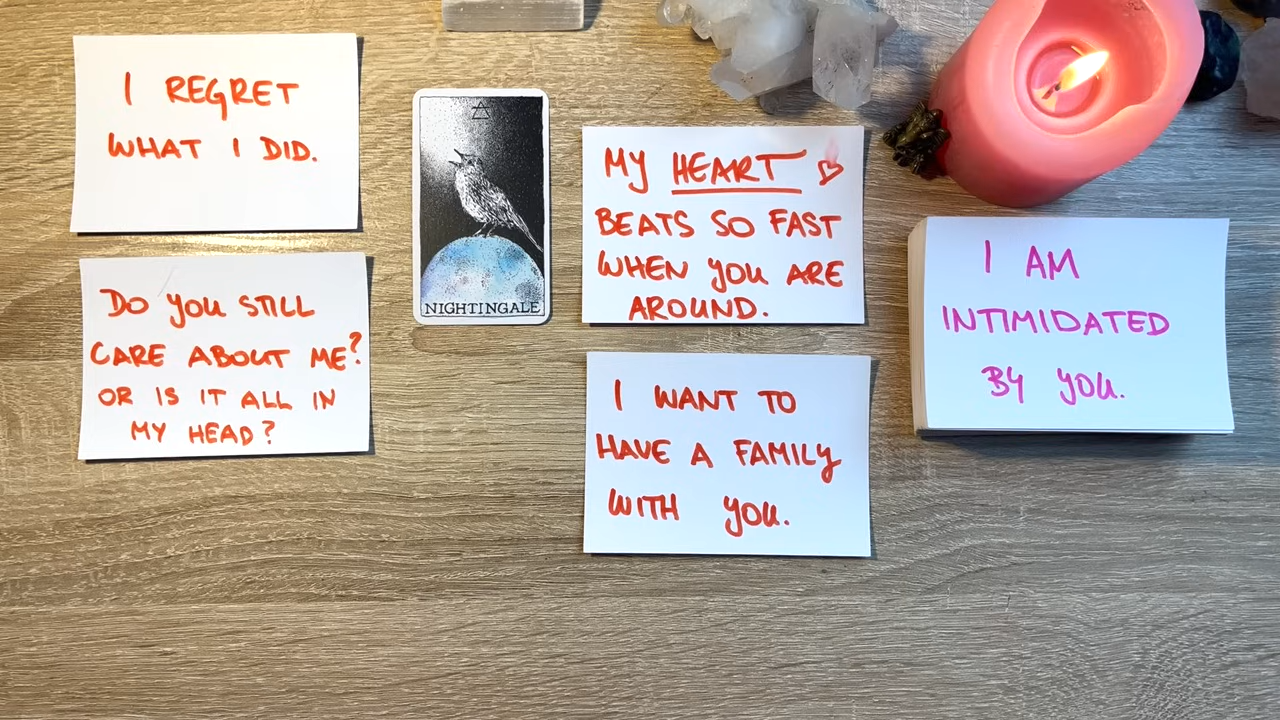 I REGRET
WHAT I DID.
DO YOU STILL
CARE ABOUT ME?
OR IS IT ALL IN
MY HEAD?
NIGHTINGALE
MY HEART
BEATS SO FAST
WHEN YOU ARE
AROUND.
I WANT TO
HAVE A FAMILY
WITH YOU.
I AM
INTIMIDATED
BY YOU.